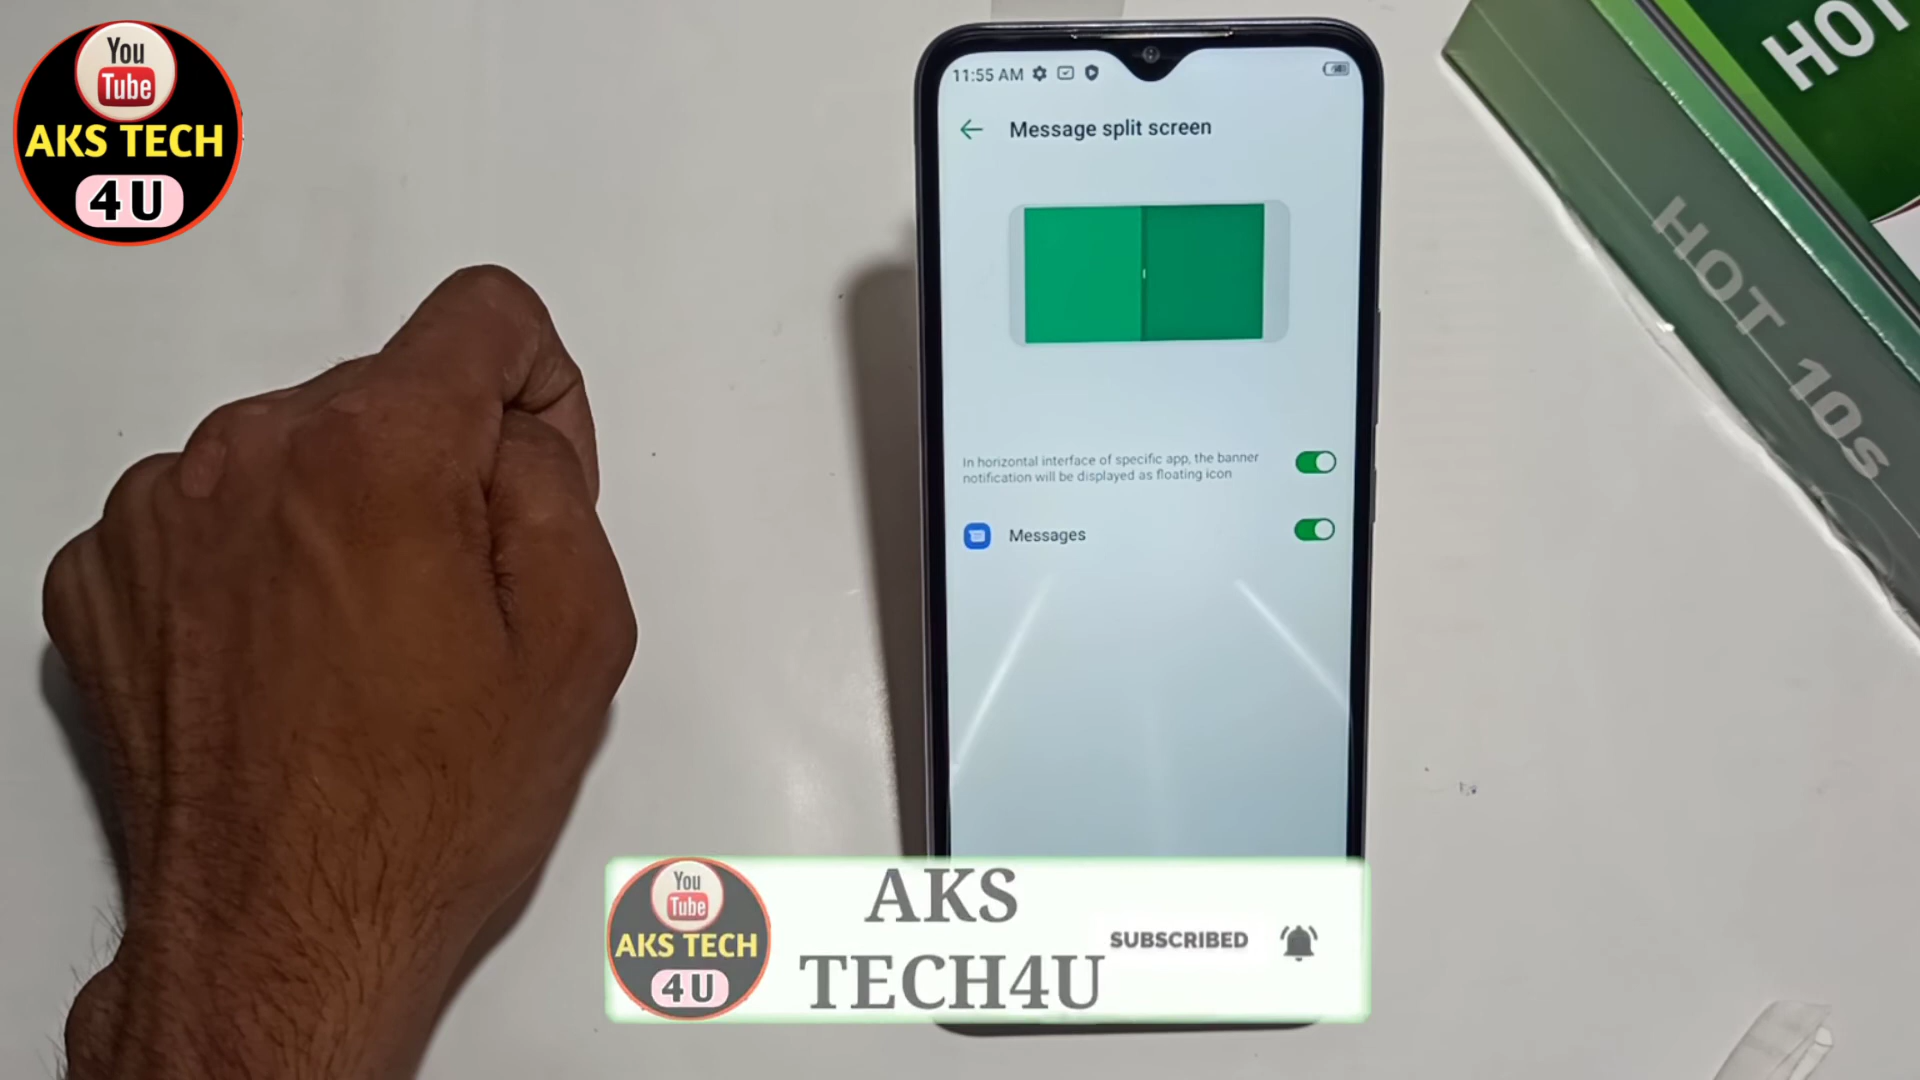 You
Tube
AKS TECH
4U
11:55 AM
Message split screen
In horizontal interface of specific app, the banner
notification will be displayed as floating icon
Messages
HOT
HOT 10s
You
Tube
AKS TECH
4U
AKS
TECH4U
SUBSCRIBED